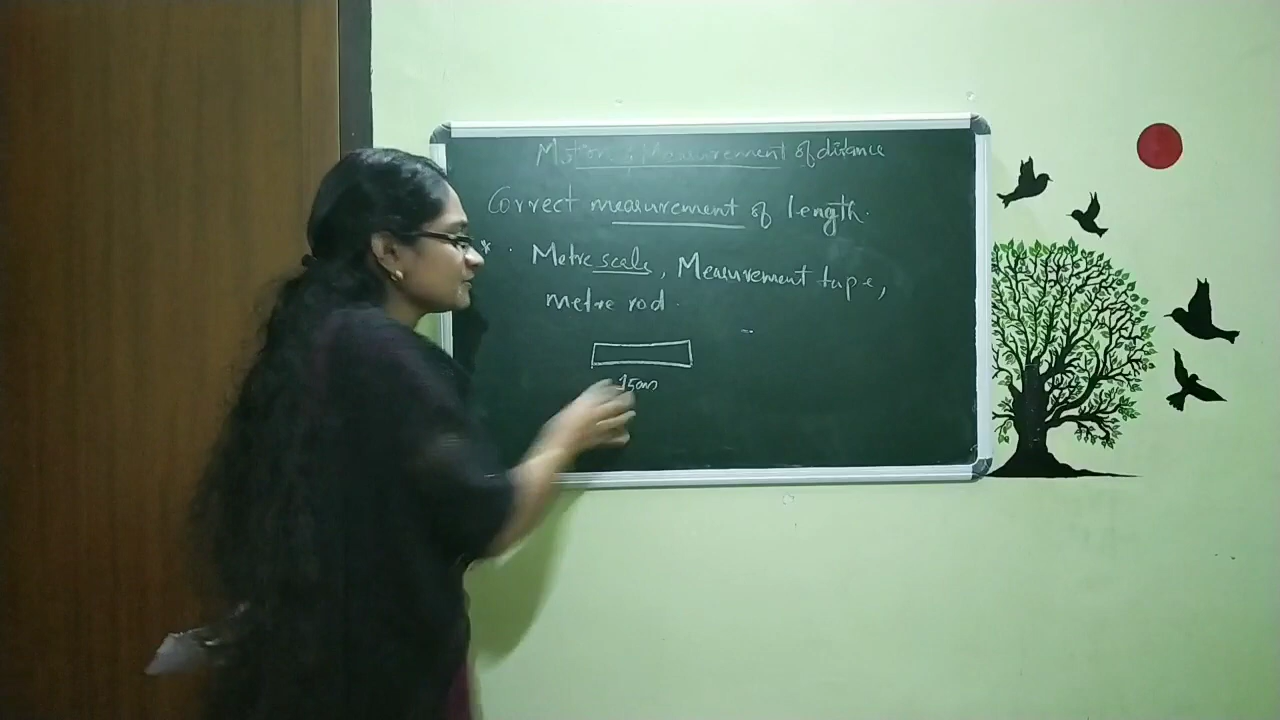 Motion : Measurement of distance
Correct measurement of length.
* . Metre scale, Measurement tape,
metre rod.
15cm